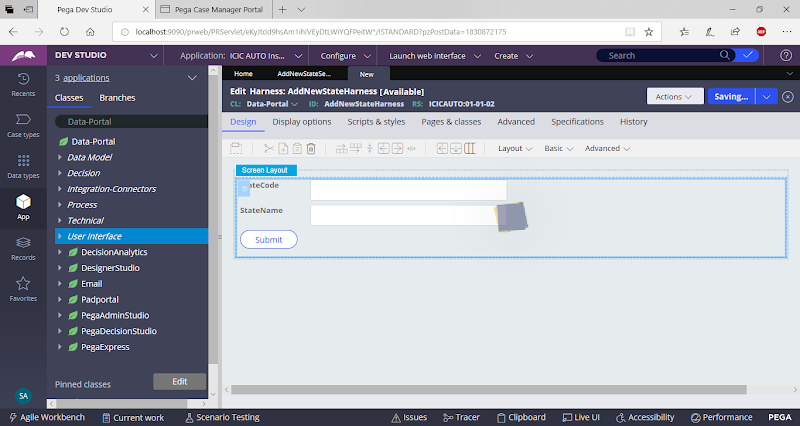 Pega Dev Studio
Pega Case Manager Portal
localhost:9090/prweb/PRServlet/eKyJtdd9hsAm1ihIVEyDtLWiYQFPeitW*/!STANDARD?pzPostData=1830872175
DEV STUDIO
Application: ICIC AUTO Ins...
Configure
Launch web interface
Create
Search
Recents
Case types
Data types
App
Records
Favorites
SA
3 applications
Classes
Branches
Data-Portal
Data-Portal
Data Model
Decision
Integration-Connectors
Process
Technical
User Interface
DecisionAnalytics
DesignerStudio
Email
Padportal
PegaAdminStudio
PegaDecisionStudio
PegaExpress
Pinned classes
Edit
Home
AddNewStateSe...
New
Edit Harness: AddNewStateHarness [Available]
CL: Data-Portal ID: AddNewStateHarness RS: ICICAUTO:01-01-02
Actions
Saving...
Design
Display options
Scripts & styles
Pages & classes
Advanced
Specifications
History
Layout
Basic
Advanced
Screen Layout
ateCode
StateName
Submit
Agile Workbench
Current work
Scenario Testing
Issues
Tracer
Clipboard
Live UI
Accessibility
Performance
PEGA